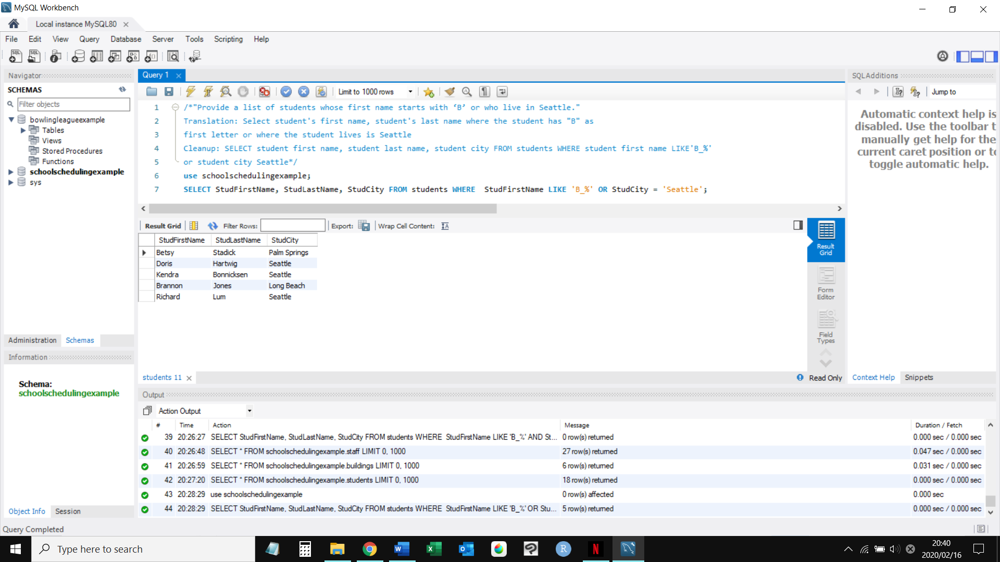 MySQL Workbench
Local instance MySQL80
File Edit View Query Database Server Tools Scripting Help
Navigator
SCHEMAS
Filter objects
bowlingleagueexample
Tables
Views
Stored Procedures
Functions
schoolschedulingexample
sys
Administration Schemas
Information
Schema:
schoolschedulingexample
Object Info Session
Query 1
Limit to 1000 rows
1 /*"Provide a list of students whose first name starts with ‘B’ or who live in Seattle."
2 Translation: Select student's first name, student's last name where the student has "B" as
3 first letter or where the student lives is Seattle
4 Cleanup: SELECT student first name, student last name, student city FROM students WHERE student first name LIKE'B_%'
5 or student city Seattle*/
6 use schoolschedulingexample;
7 SELECT StudFirstName, StudLastName, StudCity FROM students WHERE  StudFirstName LIKE 'B_%' OR StudCity = 'Seattle';
Result Grid Filter Rows: Export: Wrap Cell Content:
StudFirstName StudLastName StudCity
Betsy Stadick Palm Springs
Doris Hartwig Seattle
Kendra Bonnicksen Seattle
Brannon Jones Long Beach
Richard Lum Seattle
Result
Grid
Form
Editor
Field
Types
students 11
Read Only
SQLAdditions
Jump to
Automatic context help is
disabled. Use the toolbar t
manually get help for the
current caret position or to
toggle automatic help.
Context Help Snippets
Output
Action Output
# Time Action Message Duration / Fetch
39 20:26:27 SELECT StudFirstName, StudLastName, StudCity FROM students WHERE  StudFirstName LIKE 'B_%' AND St... 0 row(s) returned 0.000 sec / 0.000 sec
40 20:26:48 SELECT * FROM schoolschedulingexample.staff LIMIT 0, 1000 27 row(s) returned 0.047 sec / 0.000 sec
41 20:26:59 SELECT * FROM schoolschedulingexample.buildings LIMIT 0, 1000 6 row(s) returned 0.031 sec / 0.000 sec
42 20:27:20 SELECT * FROM schoolschedulingexample.students LIMIT 0, 1000 18 row(s) returned 0.000 sec / 0.000 sec
43 20:28:29 use schoolschedulingexample 0 row(s) affected 0.000 sec
44 20:28:29 SELECT StudFirstName, StudLastName, StudCity FROM students WHERE  StudFirstName LIKE 'B_%' OR Stu... 5 row(s) returned 0.000 sec / 0.000 sec
Query Completed
Type here to search
20:40
2020/02/16